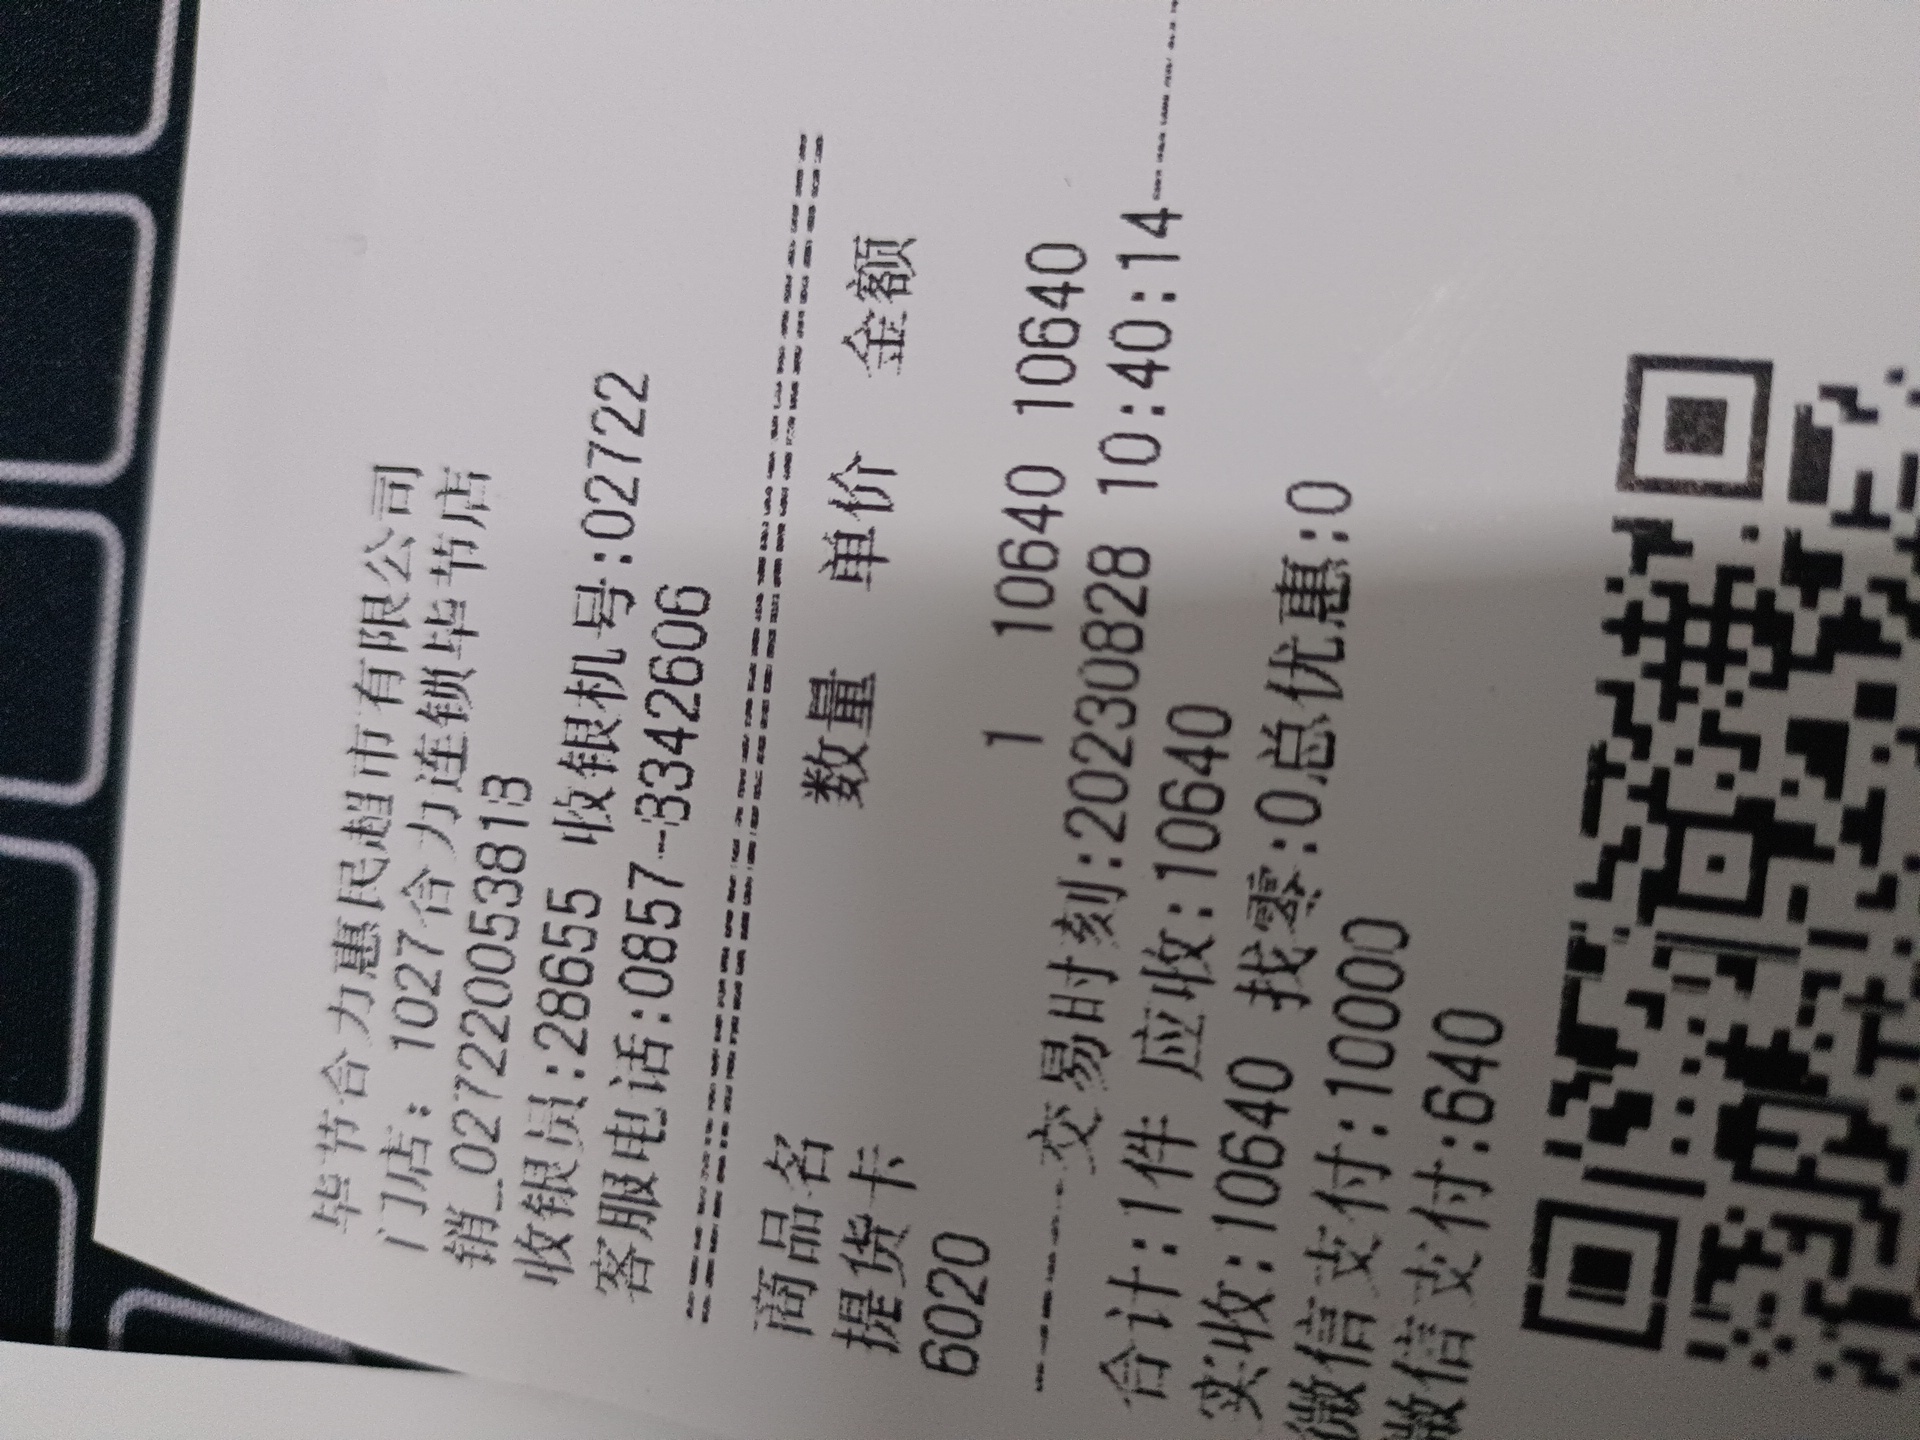 毕节合力惠民超市有限公司
门店：1027合力连锁毕节店
销_0272200053813
收银员:28655 收银机号:02722
客服电话:0857-8342606
商品名 数量 单价 金额
提货卡
6020 1 10640 10640
交易时刻:20230828 10:40:14
合计:1件 应收:10640
实收:10640 找零:0总优惠:0
微信支付:10000
微信支付:640